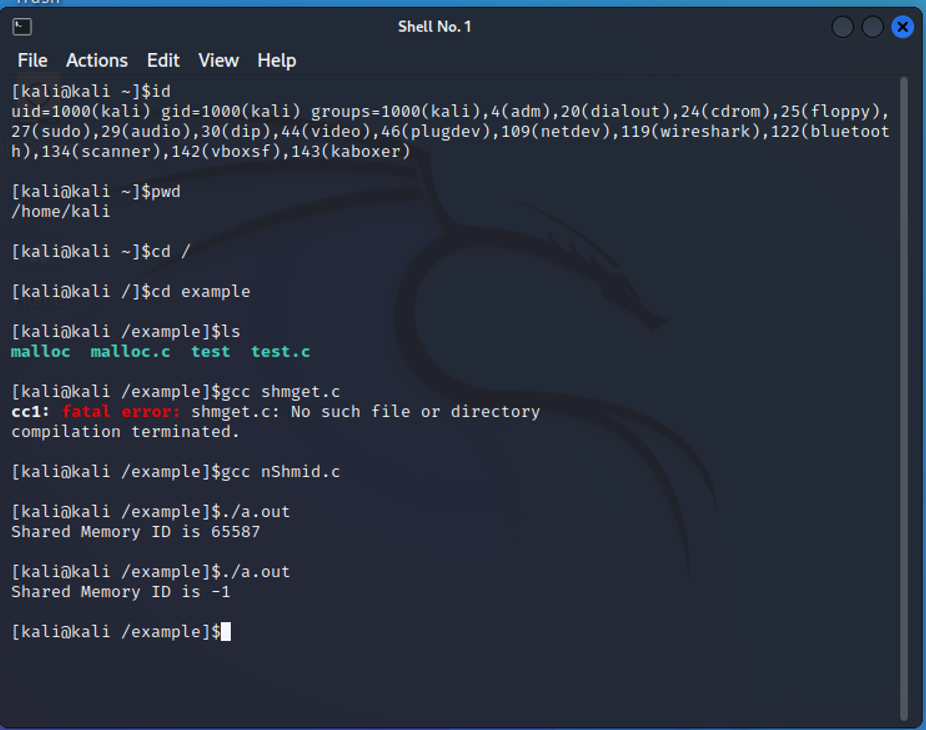 Shell No. 1
File Actions Edit View Help
[kali@kali ~]$id
uid=1000(kali) gid=1000(kali) groups=1000(kali),4(adm),20(dialout),24(cdrom),25(floppy),
27(sudo),29(audio),30(dip),44(video),46(plugdev),109(netdev),119(wireshark),122(bluetoot
h),134(scanner),142(vboxsf),143(kaboxer)
[kali@kali ~]$pwd
/home/kali
[kali@kali ~]$cd /
[kali@kali /]$cd example
[kali@kali /example]$ls
malloc malloc.c test test.c
[kali@kali /example]$gcc shmget.c
cc1: fatal error: shmget.c: No such file or directory
compilation terminated.
[kali@kali /example]$gcc nShmid.c
[kali@kali /example]$./a.out
Shared Memory ID is 65587
[kali@kali /example]$./a.out
Shared Memory ID is -1
[kali@kali /example]$